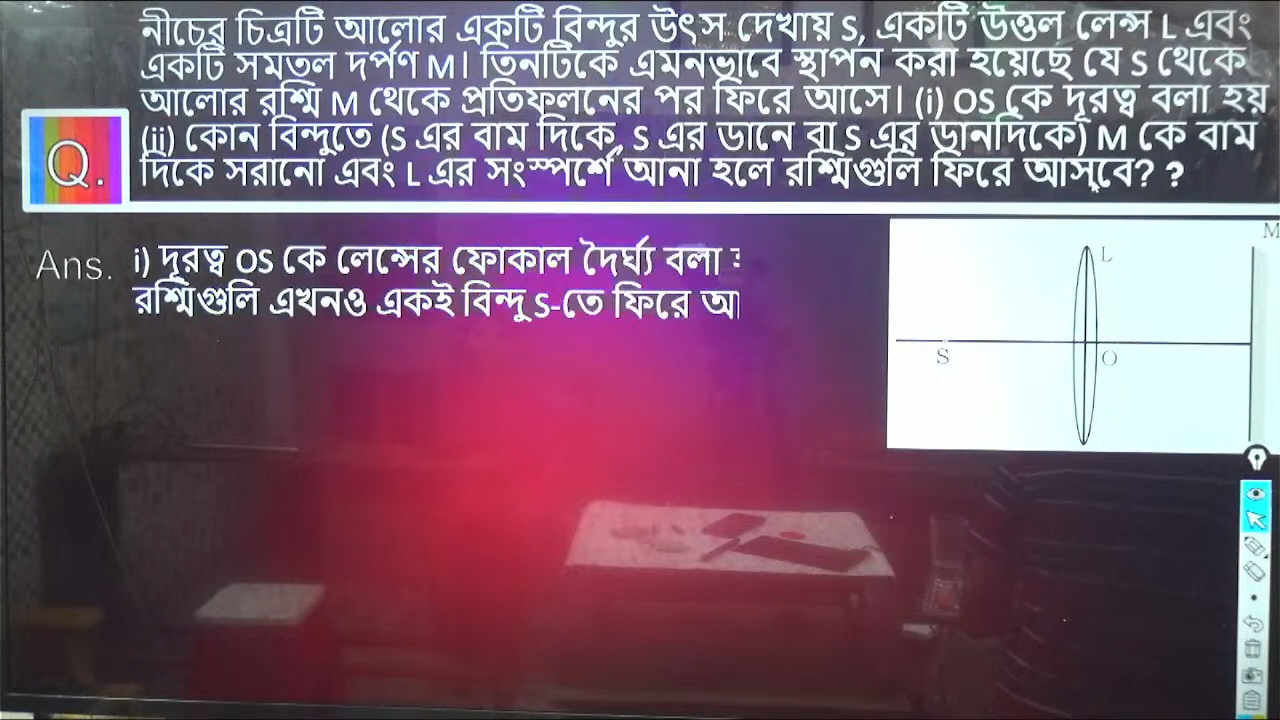 নীচের চিত্রটি আলোর একটি বিন্দুর উৎস দেখায় S, একটি উত্তল লেন্স L এবং
একটি সমতল দর্পণ M। তিনটিকে এমনভাবে স্থাপন করা হয়েছে যে S থেকে
আলোর রশ্মি M থেকে প্রতিফলনের পর ফিরে আসে। (i) OS কে দূরত্ব বলা হয়
(ii) কোন বিন্দুতে (S এর বাম দিকে, S এর ডানে বা S এর ডানদিকে) M কে বাম
দিকে সরানো এবং L এর সংস্পর্শে আনা হলে রশ্মিগুলি ফিরে আসবে? ?
Q.
Ans.
i) দূরত্ব OS কে লেন্সের ফোকাল দৈর্ঘ্য বলা
রশ্মিগুলি এখনও একই বিন্দু S-তে ফিরে
M
L
S
O